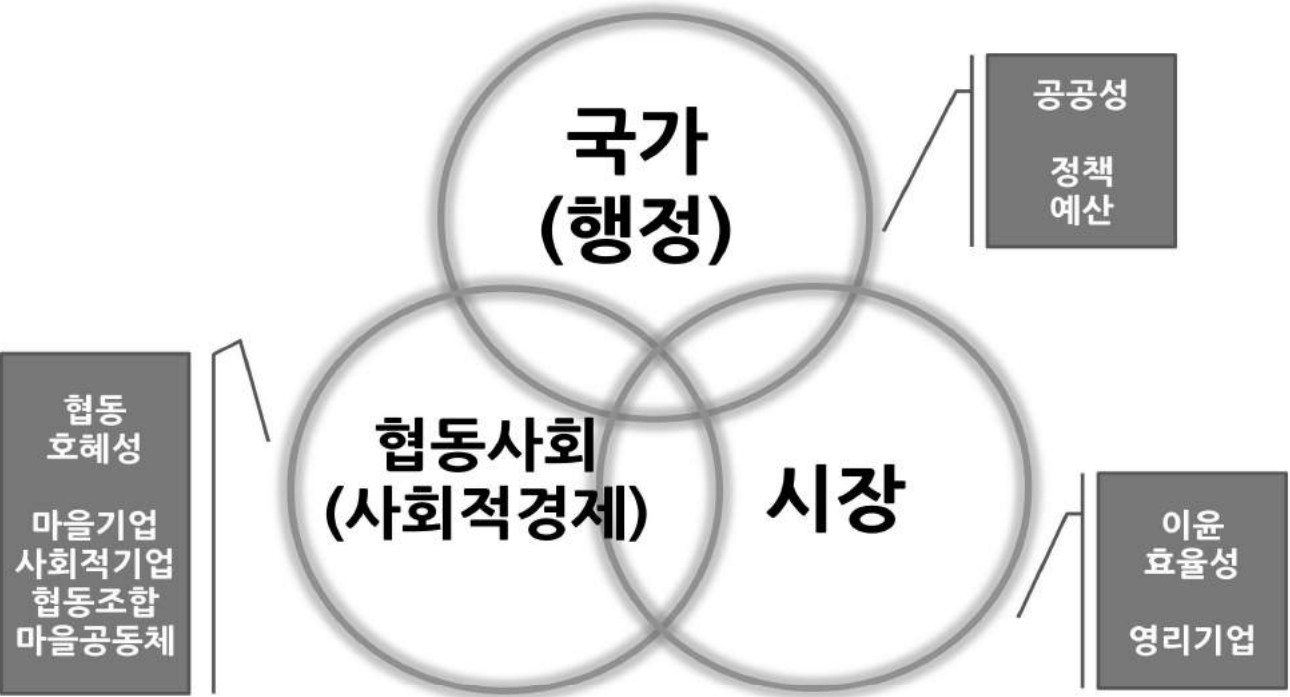 국가
(행정)
공공성
정책
예산
협동사회
(사회적경제)
협동
호혜성
마을기업
사회적기업
협동조합
마을공동체
시장
이윤
효율성
영리기업